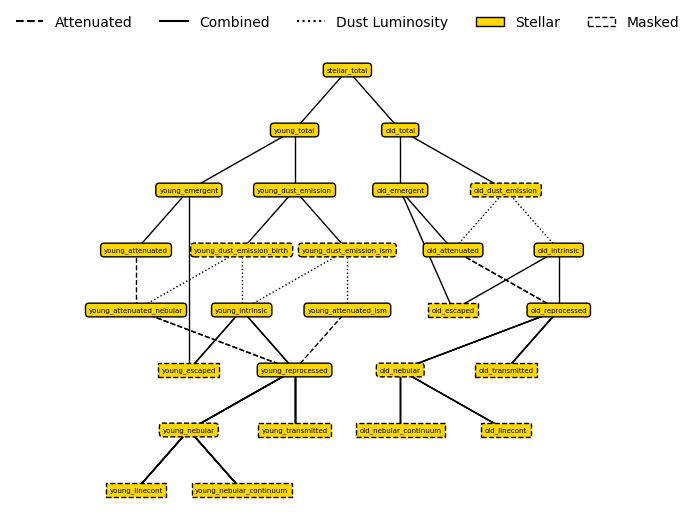 Attenuated Combined Dust Luminosity Stellar Masked
stellar_total
young_total old_total
young_emergent young_dust_emission old_emergent old_dust_emission
young_attenuated young_dust_emission_birth young_dust_emission_ism old_attenuated old_intrinsic
young_attenuated_nebular young_intrinsic young_attenuated_ism old_escaped old_reprocessed
young_escaped young_reprocessed old_nebular old_transmitted
young_nebular young_transmitted old_nebular_continuum old_linecont
young_linecont young_nebular_continuum